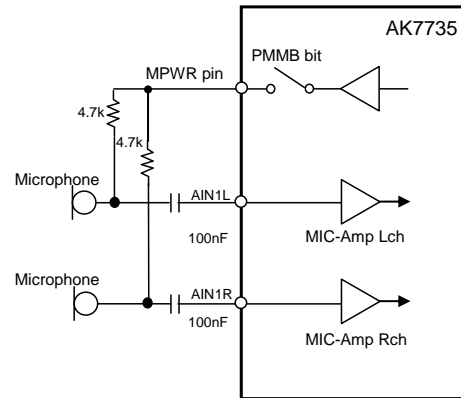 AK7735
PMMB bit
MPWR pin
4.7k
4.7k
Microphone
AIN1L
100nF
MIC-Amp Lch
Microphone
AIN1R
100nF
MIC-Amp Rch